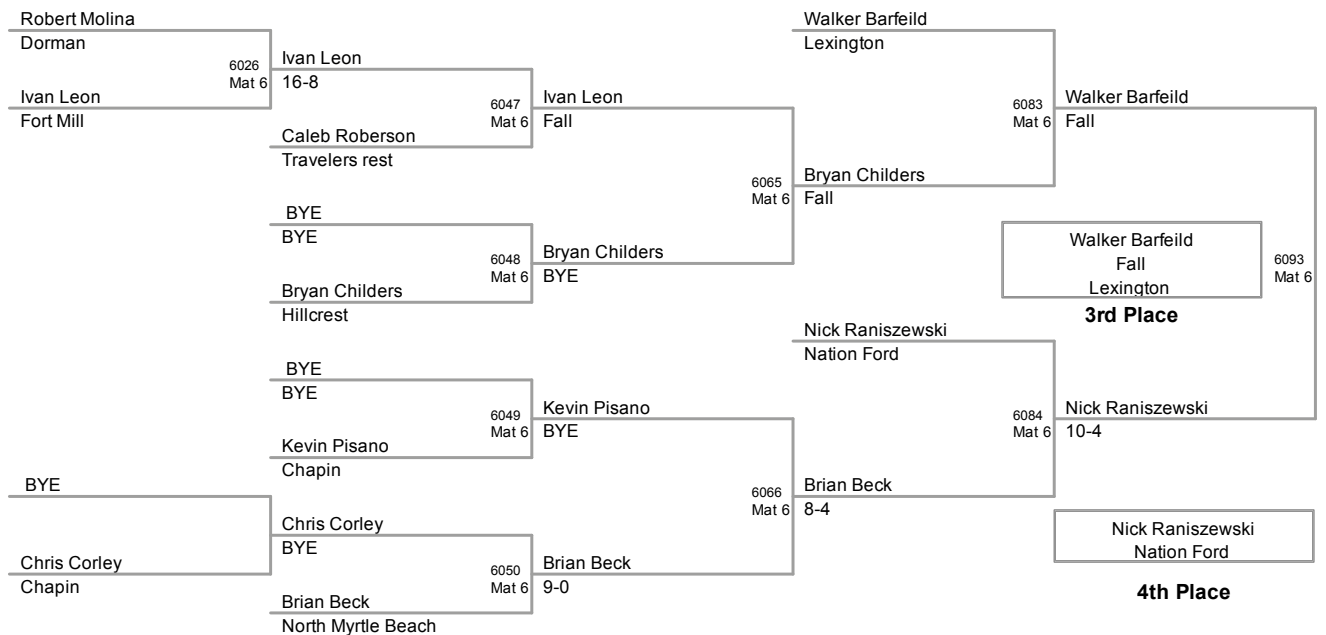 Robert Molina
Dorman
6026
Mat 6
Ivan Leon
Fort Mill
Ivan Leon
16-8
Caleb Roberson
Travelers rest
6047
Mat 6
Ivan Leon
Fall
BYE
BYE
6048
Mat 6
Bryan Childers
Hillcrest
Bryan Childers
BYE
6065
Mat 6
Walker Barfeild
Lexington
Bryan Childers
Fall
6083
Mat 6
Walker Barfeild
Fall
Walker Barfeild
Fall
Lexington
3rd Place
6093
Mat 6
BYE
BYE
6049
Mat 6
Kevin Pisano
Chapin
Kevin Pisano
BYE
BYE
Chris Corley
Chapin
Chris Corley
BYE
6050
Mat 6
Brian Beck
North Myrtle Beach
Brian Beck
9-0
6066
Mat 6
Nick Raniszewski
Nation Ford
Brian Beck
8-4
6084
Mat 6
Nick Raniszewski
10-4
Nick Raniszewski
Nation Ford
4th Place